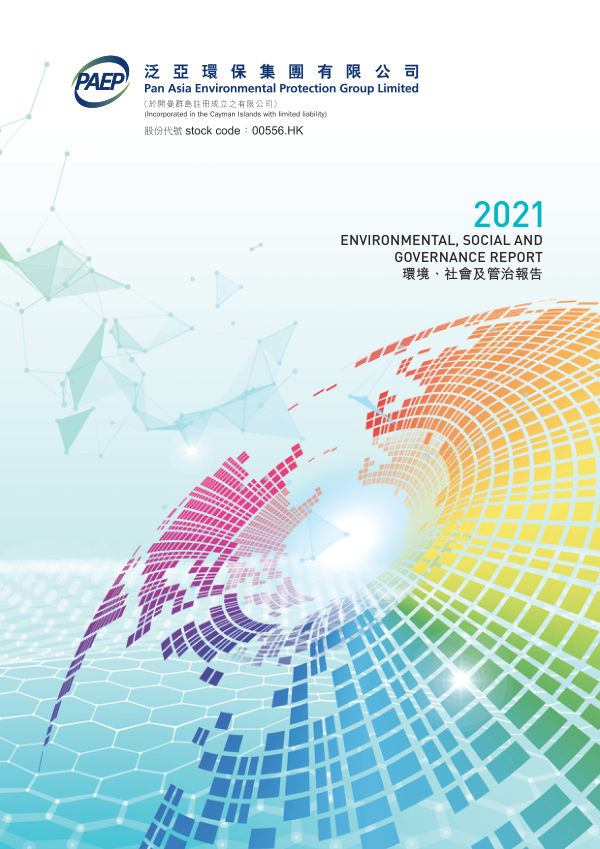 PAEP
泛亞環保集團有限公司
Pan Asia Environmental Protection Group Limited
(於開曼群島註冊成立之有限公司)
(Incorporated in the Cayman Islands with limited liability)
股份代號 stock code：00556.HK
2021
ENVIRONMENTAL, SOCIAL AND
GOVERNANCE REPORT
環境、社會及管治報告